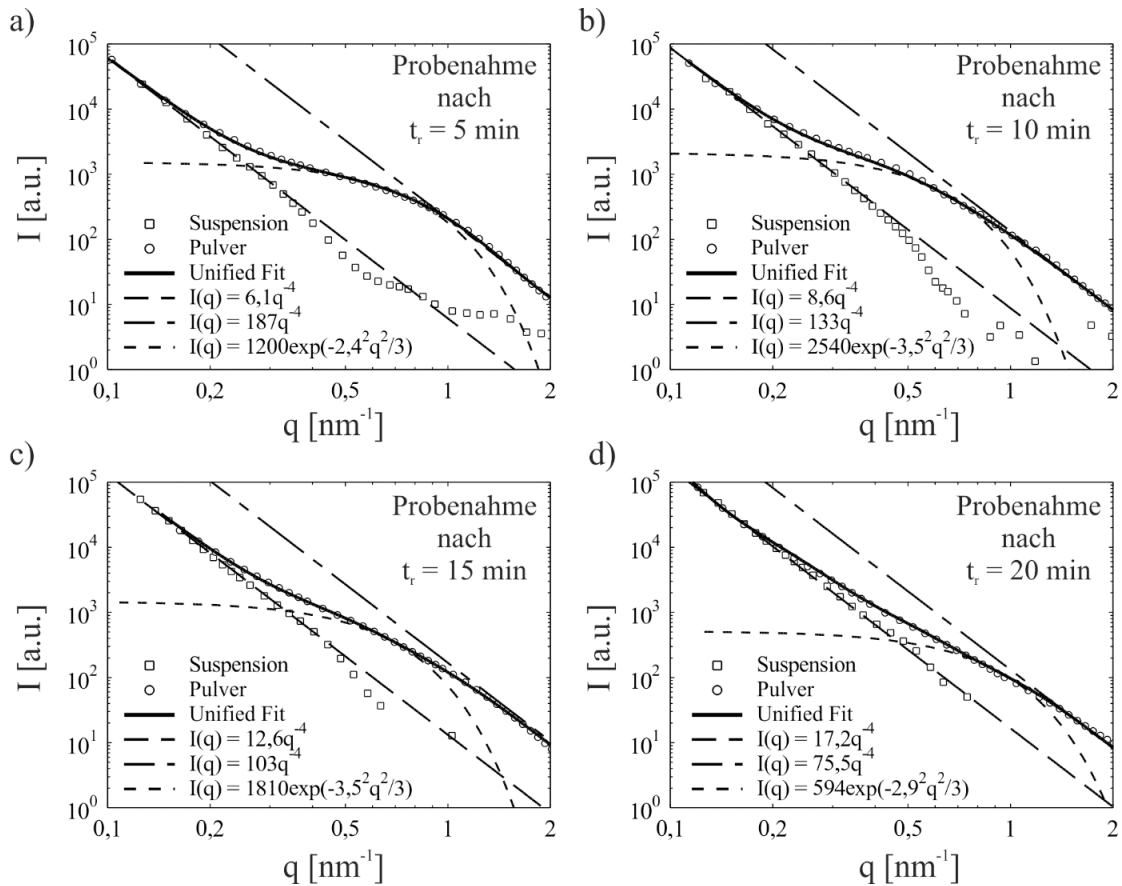 a)
10^5
10^4
10^3
10^2
10^1
10^0
I [a.u.]
Probenahme
nach
t_r = 5 min
Suspension
Pulver
Unified Fit
I(q) = 6,1q^-4
I(q) = 187q^-4
I(q) = 1200exp(-2,4^2q^2/3)
0,1 0,2 0,5 1 2
q [nm^-1]
b)
10^5
10^4
10^3
10^2
10^1
10^0
I [a.u.]
Probenahme
nach
t_r = 10 min
Suspension
Pulver
Unified Fit
I(q) = 8,6q^-4
I(q) = 133q^-4
I(q) = 2540exp(-3,5^2q^2/3)
0,1 0,2 0,5 1 2
q [nm^-1]
c)
10^5
10^4
10^3
10^2
10^1
10^0
I [a.u.]
Probenahme
nach
t_r = 15 min
Suspension
Pulver
Unified Fit
I(q) = 12,6q^-4
I(q) = 103q^-4
I(q) = 1810exp(-3,5^2q^2/3)
0,1 0,2 0,5 1 2
q [nm^-1]
d)
10^5
10^4
10^3
10^2
10^1
10^0
I [a.u.]
Probenahme
nach
t_r = 20 min
Suspension
Pulver
Unified Fit
I(q) = 17,2q^-4
I(q) = 75,5q^-4
I(q) = 594exp(-2,9^2q^2/3)
0,1 0,2 0,5 1 2
q [nm^-1]